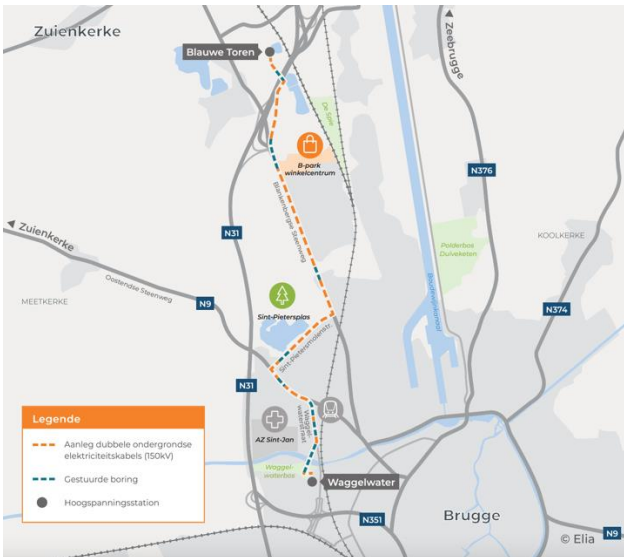 Zuienkerke
Blauwe Toren
Zeebrugge
De Spie
B-park
winkelcentrum
N376
Blankenbergse Steenweg
Zuienkerke
N31
Polderbos
Duiveketen
KOOLKERKE
Boudewijnkanaal
Oostendse Steenweg
MEETKERKE
N9
Sint-Pietersplas
N374
Sint-Pietersmolenstr.
N31
Waggel-
waterstraat
AZ Sint-Jan
Legende
Aanleg dubbele ondergrondse
elektriciteitskabels (150kV)
Gestuurde boring
Hoogspanningsstation
Waggel-
waterbos
Waggelwater
N351
Brugge
N9
© Elia